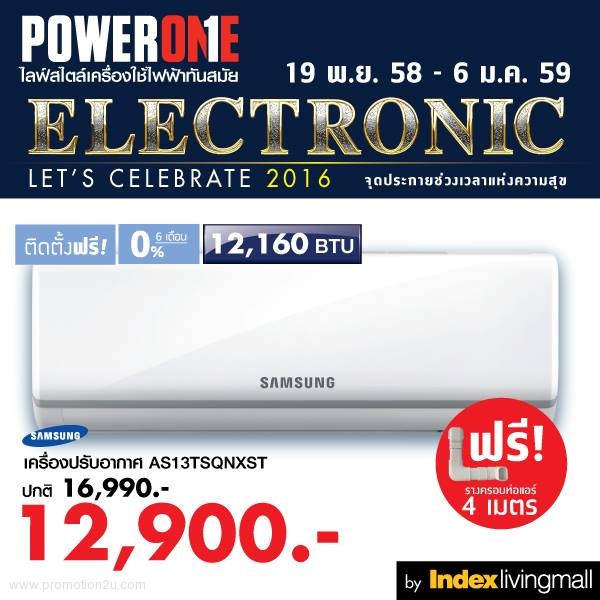 POWERONE
ไลฟ์สไตล์เครื่องใช้ไฟฟ้าทันสมัย
19 พ.ย. 58 - 6 ม.ค. 59
ELECTRONIC
LET'S CELEBRATE 2016
จุดประกายช่วงเวลาแห่งความสุข
ติดตั้งฟรี!
0% 6 เดือน
12,160 BTU
SAMSUNG
SAMSUNG
เครื่องปรับอากาศ AS13TSQNXST
ปกติ 16,990.-
12,900.-
ฟรี!
รางครอบท่อแอร์
4 เมตร
www.promotion2u.com
by Indexlivingmall